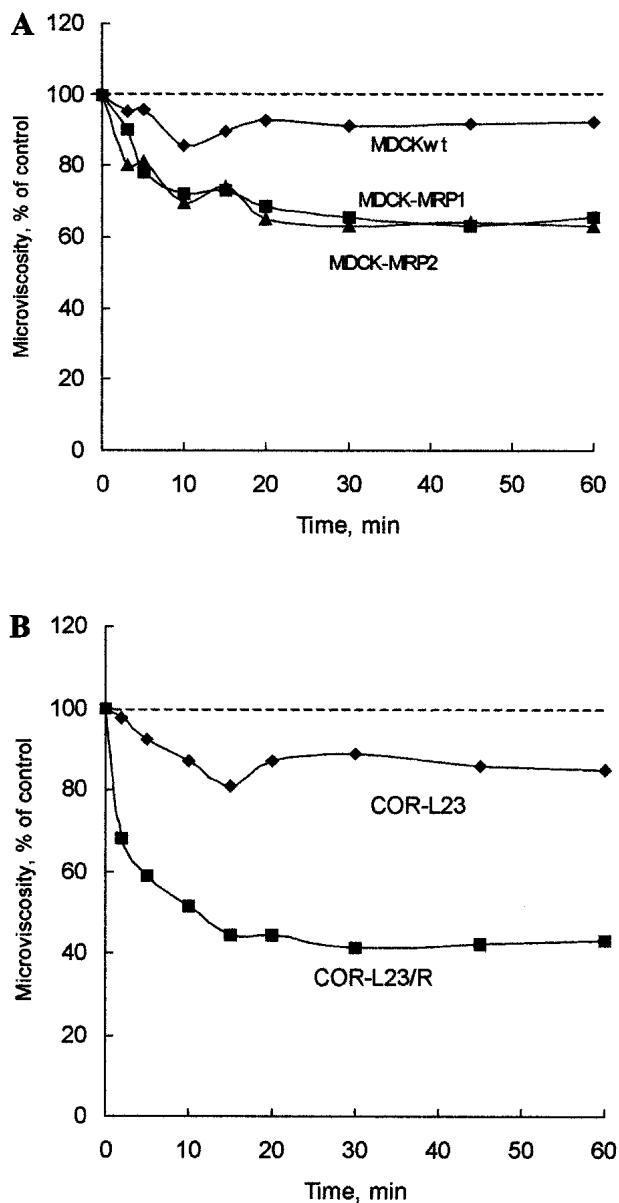 A
120
100
80
60
40
20
0
Microviscosity, % of control
MDCKwt
MDCK-MRP1
MDCK-MRP2
0 10 20 30 40 50 60
Time, min
B
120
100
80
60
40
20
0
Microviscosity, % of control
COR-L23
COR-L23/R
0 10 20 30 40 50 60
Time, min